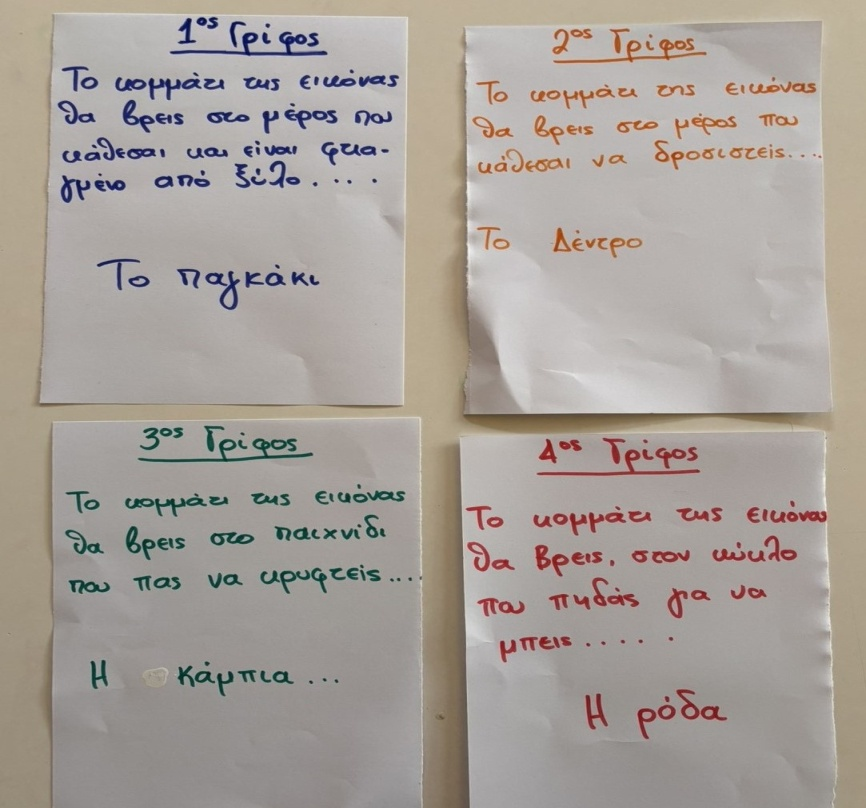 1ος Γρίφος
Το κομμάτι της εικόνας
θα βρεις στο μέρος που
κάθεσαι και είναι φτια-
γμένο από ξύλο....
Το παγκάκι
2ος Γρίφος
Το κομμάτι της εικόνας
θα βρεις στο μέρος που
κάθεσαι να δροσιστείς....
Το Δέντρο
3ος Γρίφος
Το κομμάτι της εικόνας
θα βρεις στο παιχνίδι
που πας να κρυφτείς....
Η κάμπια...
4ος Γρίφος
Το κομμάτι της εικόνας
θα βρεις, στον κύκλο
που πηδάς για να
μπεις......
Η ρόδα